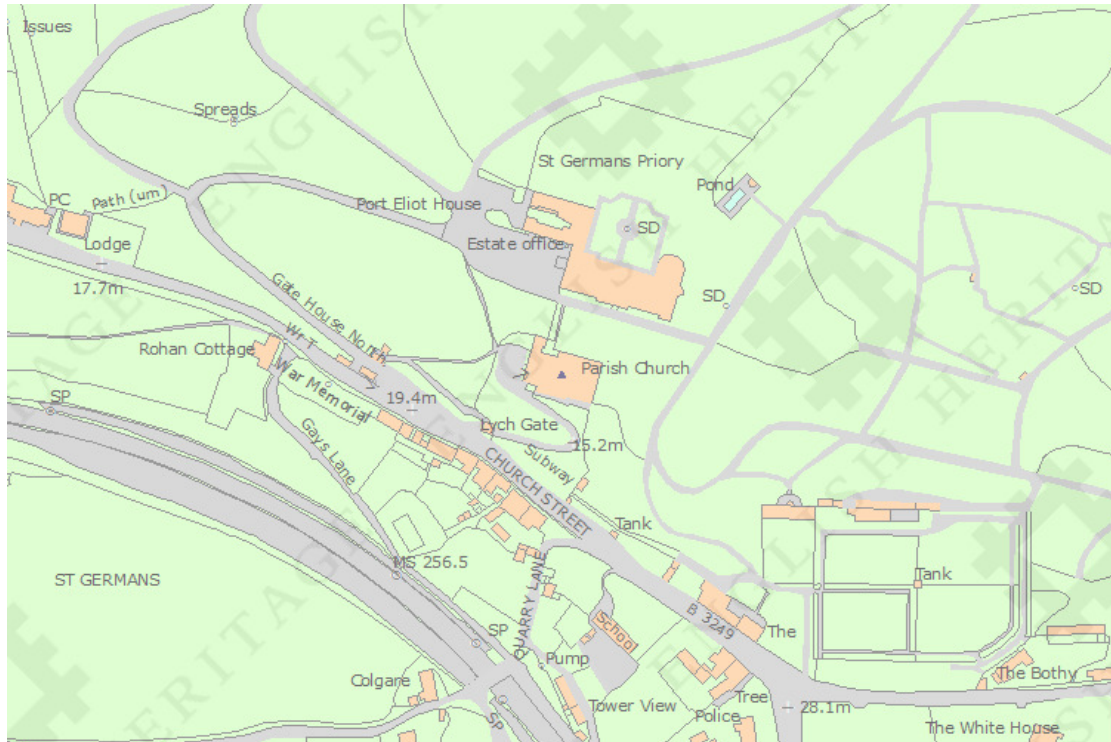 Issues
Spreads
St Germans Priory
Pond
PC
Path (um)
Port Eliot House
SD
Lodge
Estate office
17.7m
Gate House North
SD
SD
Wr T
Rohan Cottage
War Memorial
Parish Church
SP
19.4m
Lych Gate
15.2m
Gays Lane
Subway
CHURCH STREET
Tank
MS 256.5
ST GERMANS
QUARRY LANE
Tank
B 3249
SP
School
The
Pump
Colgare
The Bothy
Tower View
Tree
SP
Police
28.1m
The White House
ENGLISH HERITAGE